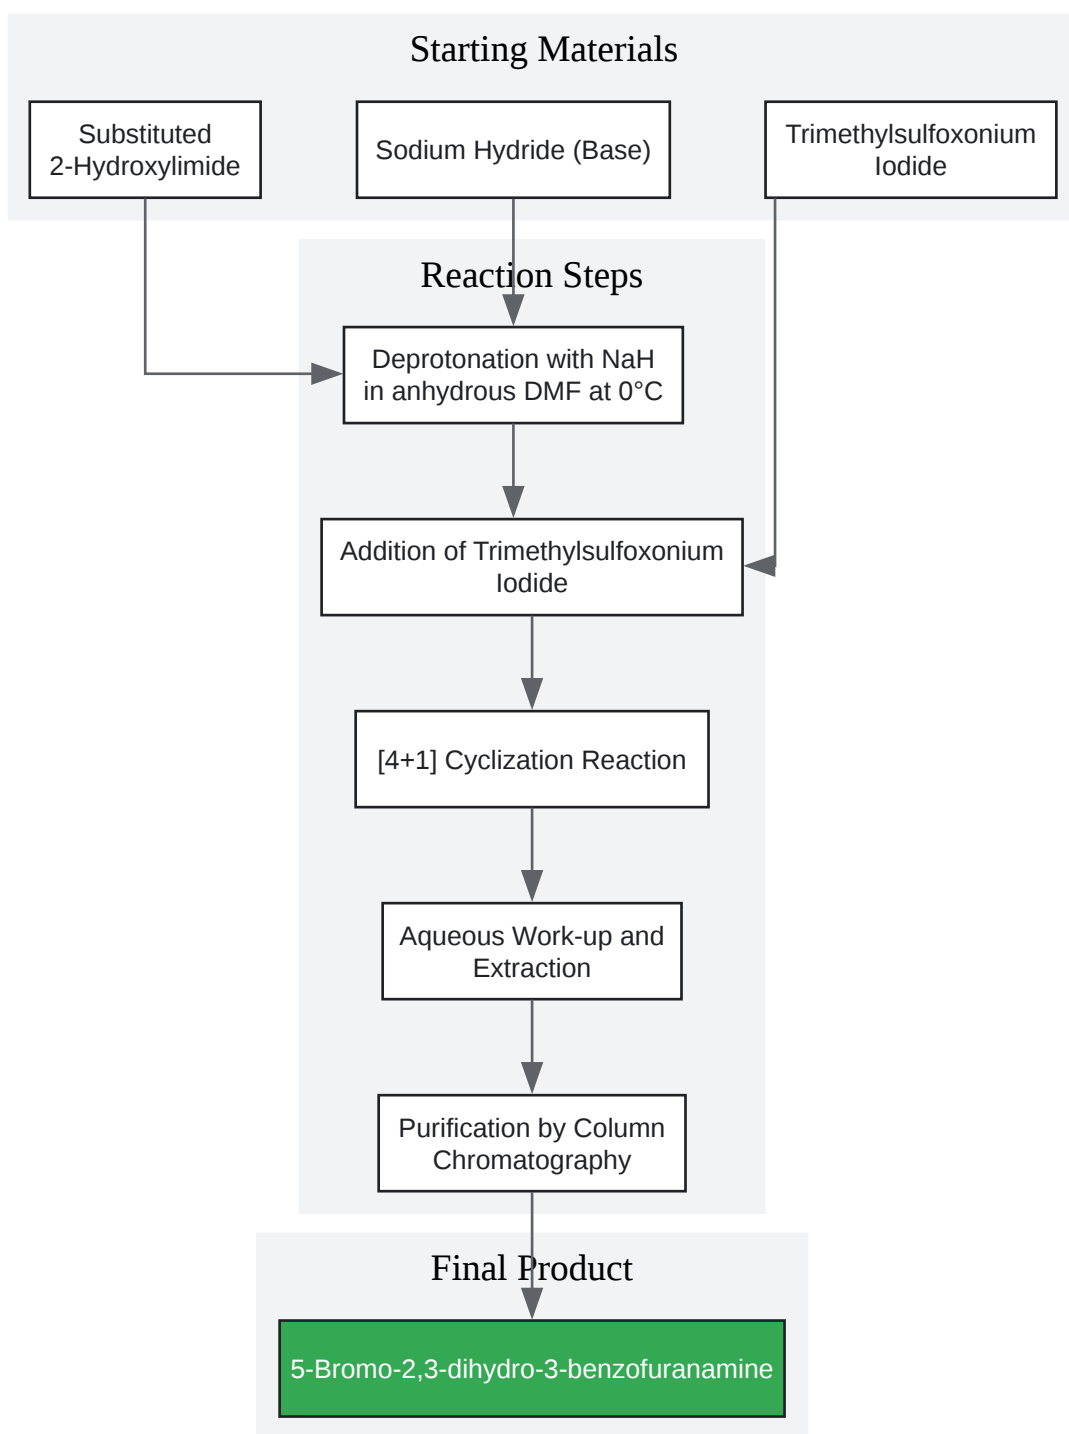 Starting Materials
Substituted
2-Hydroxylimide
Sodium Hydride (Base)
Trimethylsulfoxonium
Iodide
Reaction Steps
Deprotonation with NaH
in anhydrous DMF at 0°C
Addition of Trimethylsulfoxonium
Iodide
[4+1] Cyclization Reaction
Aqueous Work-up and
Extraction
Purification by Column
Chromatography
Final Product
5-Bromo-2,3-dihydro-3-benzofuranamine